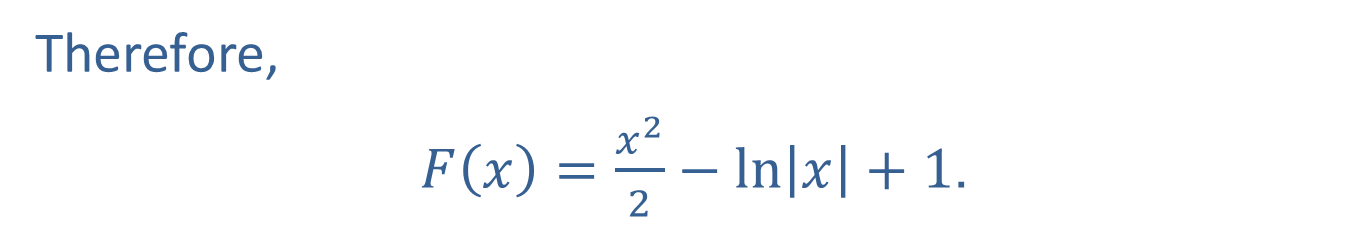 Therefore,
F(x) = x²/2 − ln|x| + 1.